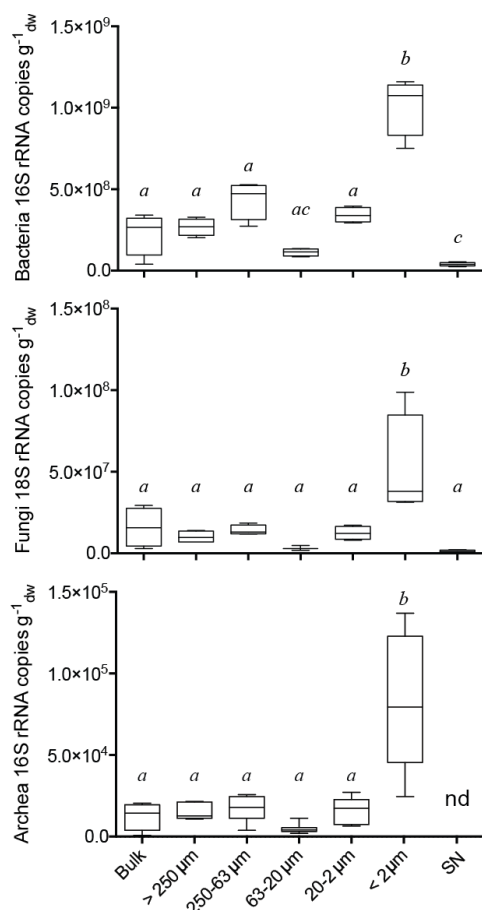 Bacteria 16S rRNA copies g⁻¹dw
1.5×10⁹
1.0×10⁹
5.0×10⁸
0.0
a
a
a
ac
a
b
c
Fungi 18S rRNA copies g⁻¹dw
1.5×10⁸
1.0×10⁸
5.0×10⁷
0.0
a
a
a
a
a
b
a
Archea 16S rRNA copies g⁻¹dw
1.5×10⁵
1.0×10⁵
5.0×10⁴
0.0
a
a
a
a
a
b
nd
Bulk
> 250 µm
250-63 µm
63-20 µm
20-2 µm
< 2µm
SN